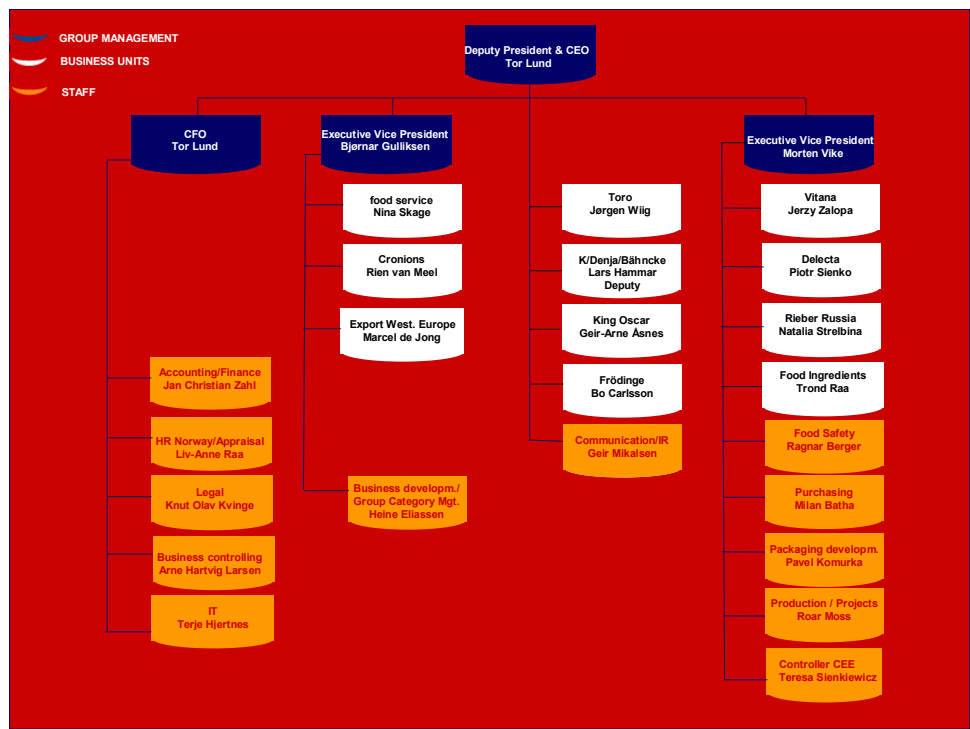 GROUP MANAGEMENT
BUSINESS UNITS
STAFF
Deputy President & CEO
Tor Lund
CFO
Tor Lund
Accounting/Finance
Jan Christian Zahl
HR Norway/Appraisal
Liv-Anne Raa
Legal
Knut Olav Kvinge
Business controlling
Arne Hartvig Larsen
IT
Terje Hjertnes
Executive Vice President
Bjørnar Gulliksen
food service
Nina Skage
Cronions
Rien van Meel
Export West. Europe
Marcel de Jong
Business developm./
Group Category Mgt.
Heine Eliassen
Toro
Jørgen Wiig
K/Denja/Bähncke
Lars Hammar
Deputy
King Oscar
Geir-Arne Åsnes
Frödinge
Bo Carlsson
Communication/IR
Geir Mikalsen
Executive Vice President
Morten Vike
Vitana
Jerzy Zalopa
Delecta
Piotr Sienko
Rieber Russia
Natalia Strelbina
Food Ingredients
Trond Raa
Food Safety
Ragnar Berger
Purchasing
Milan Batha
Packaging developm.
Pavel Komurka
Production / Projects
Roar Moss
Controller CEE
Teresa Sienkiewicz